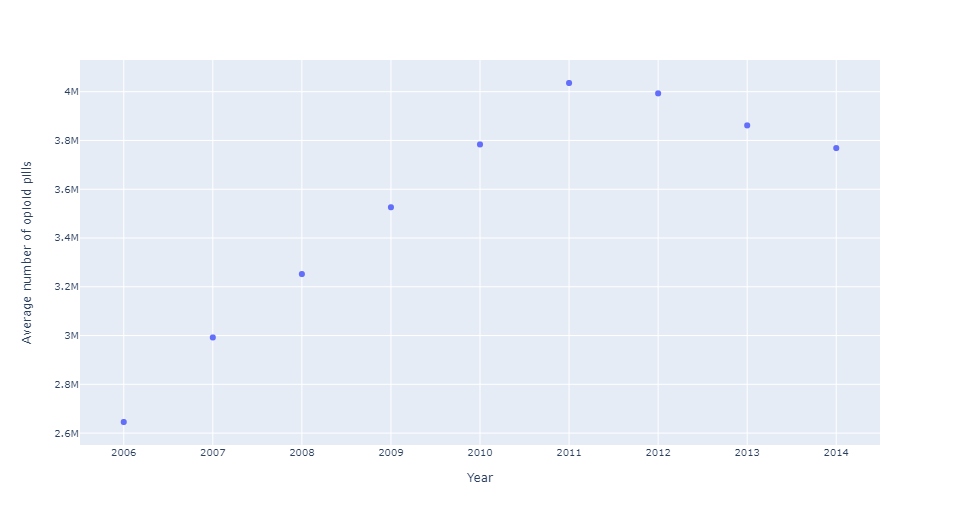 4M
3.8M
3.6M
3.4M
3.2M
3M
2.8M
2.6M
Average number of opioid pills
2006 2007 2008 2009 2010 2011 2012 2013 2014
Year